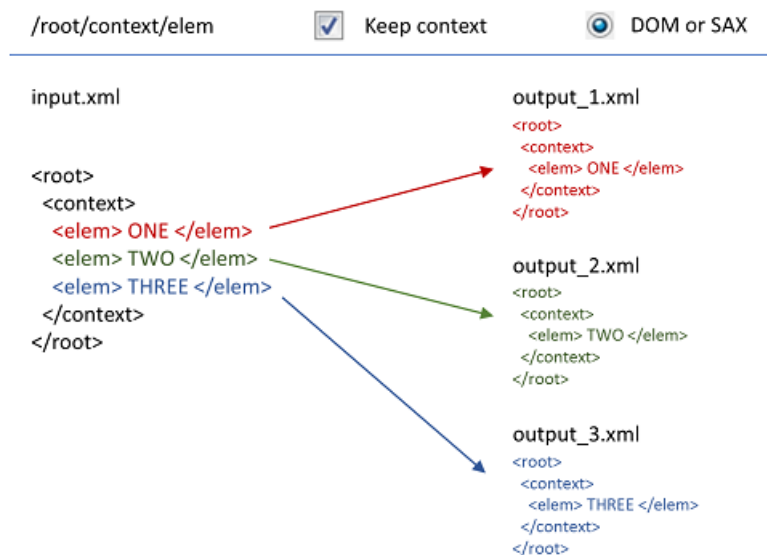 /root/context/elem Keep context DOM or SAX
input.xml
<root>
<context>
<elem> ONE </elem>
<elem> TWO </elem>
<elem> THREE </elem>
</context>
</root>
output_1.xml
<root>
<context>
<elem> ONE </elem>
</context>
</root>
output_2.xml
<root>
<context>
<elem> TWO </elem>
</context>
</root>
output_3.xml
<root>
<context>
<elem> THREE </elem>
</context>
</root>